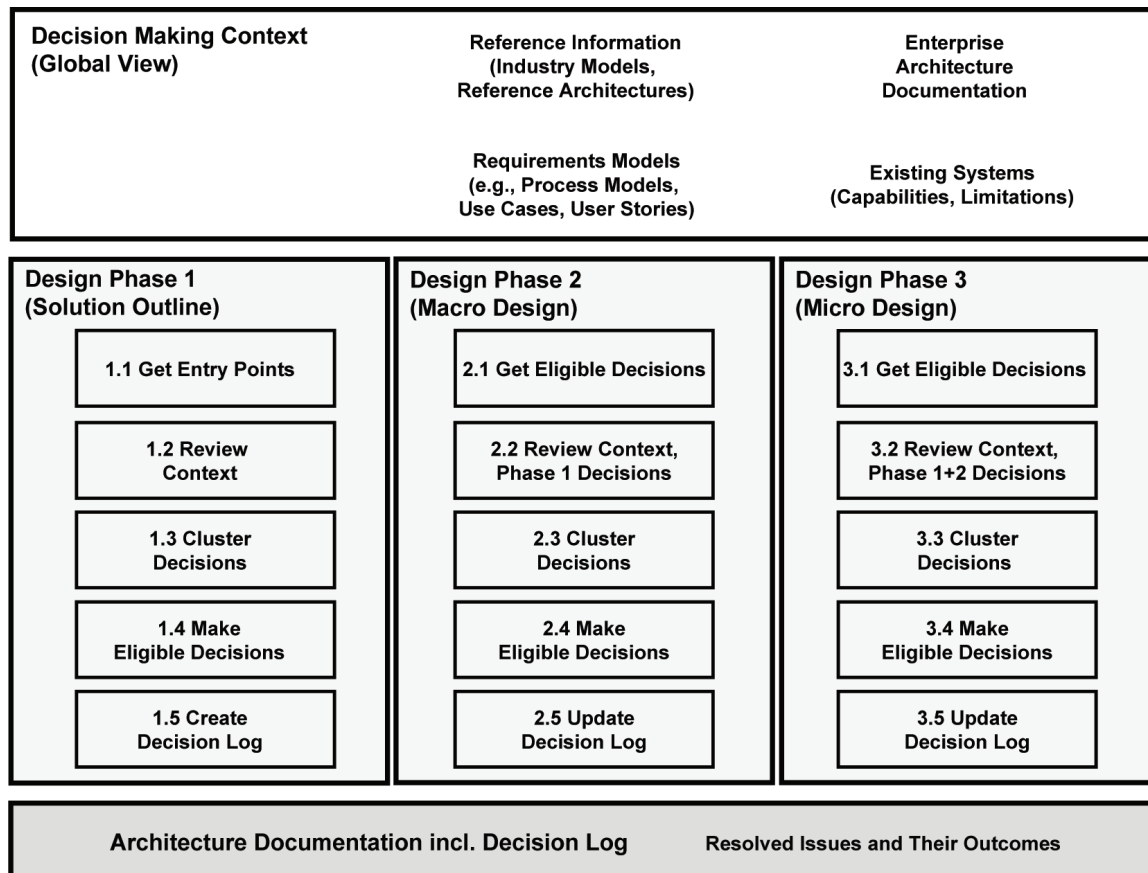 Decision Making Context
(Global View)
Reference Information
(Industry Models,
Reference Architectures)
Enterprise
Architecture
Documentation
Requirements Models
(e.g., Process Models,
Use Cases, User Stories)
Existing Systems
(Capabilities, Limitations)
Design Phase 1
(Solution Outline)
1.1 Get Entry Points
1.2 Review
Context
1.3 Cluster
Decisions
1.4 Make
Eligible Decisions
1.5 Create
Decision Log
Design Phase 2
(Macro Design)
2.1 Get Eligible Decisions
2.2 Review Context,
Phase 1 Decisions
2.3 Cluster
Decisions
2.4 Make
Eligible Decisions
2.5 Update
Decision Log
Design Phase 3
(Micro Design)
3.1 Get Eligible Decisions
3.2 Review Context,
Phase 1+2 Decisions
3.3 Cluster
Decisions
3.4 Make
Eligible Decisions
3.5 Update
Decision Log
Architecture Documentation incl. Decision Log
Resolved Issues and Their Outcomes